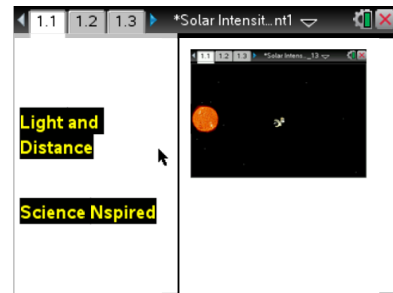 1.1 1.2 1.3 *Solar Intensit...nt1
Light and
Distance
Science Nspired
1.1 1.2 1.3 *Solar Intens..._13